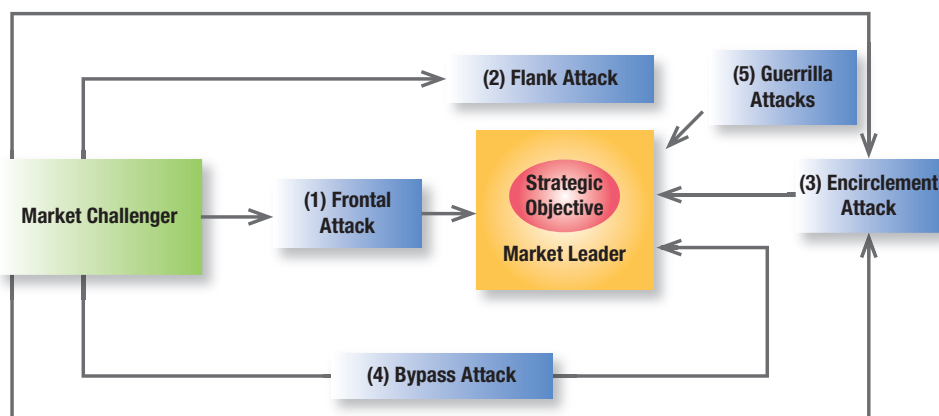 (2) Flank Attack
(5) Guerrilla
Attacks
Market Challenger
(1) Frontal
Attack
Strategic
Objective
Market Leader
(3) Encirclement
Attack
(4) Bypass Attack